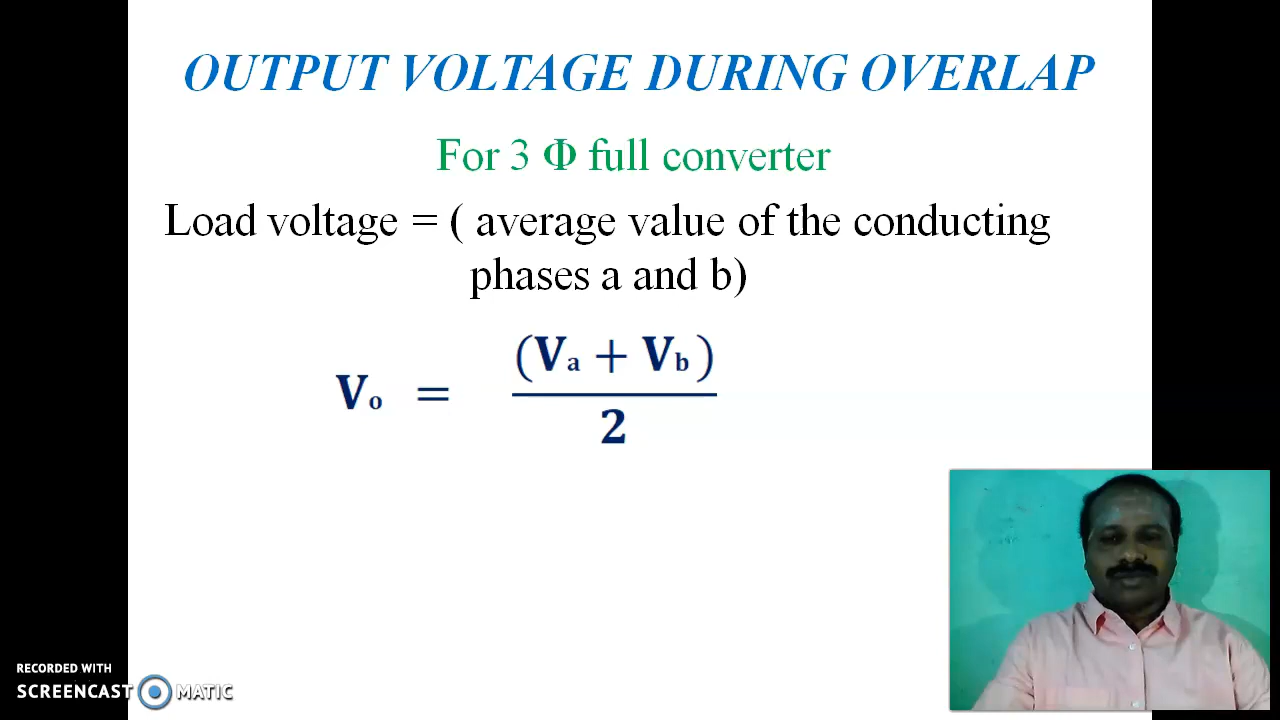 OUTPUT VOLTAGE DURING OVERLAP
For 3 Φ full converter
Load voltage = ( average value of the conducting
phases a and b)
Vo = (Va + Vb)
2
RECORDED WITH
SCREENCAST MATIC